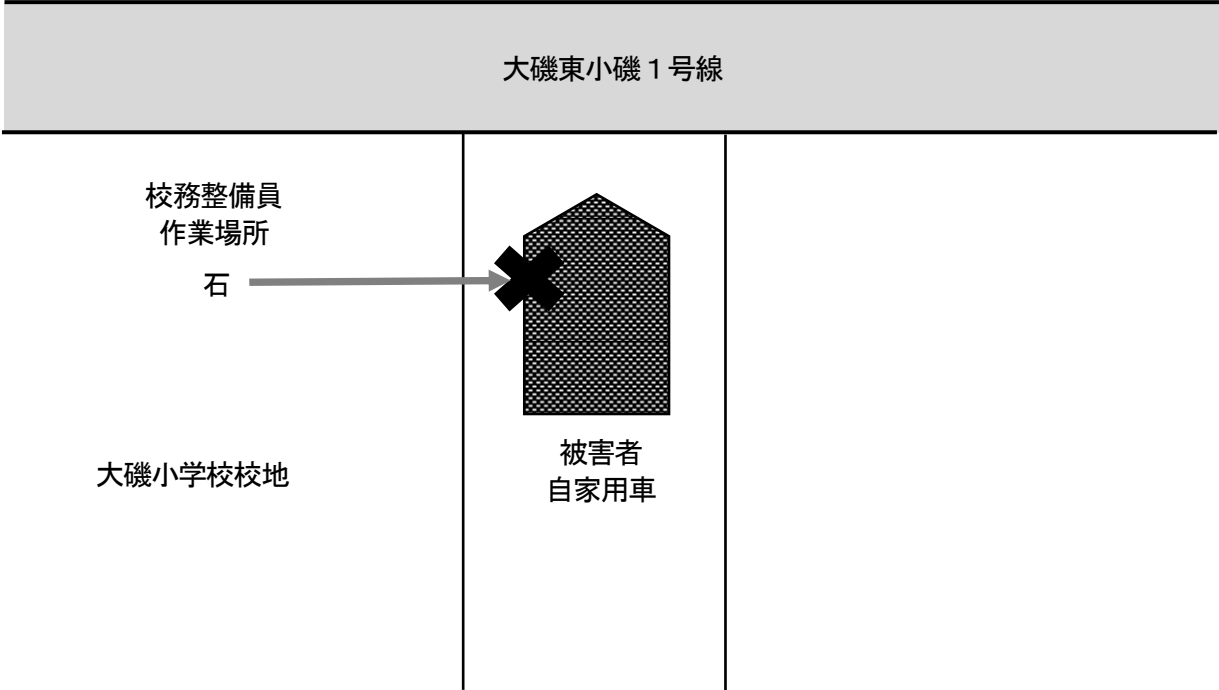 大磯東小磯１号線
校務整備員
作業場所
石
大磯小学校校地
被害者
自家用車